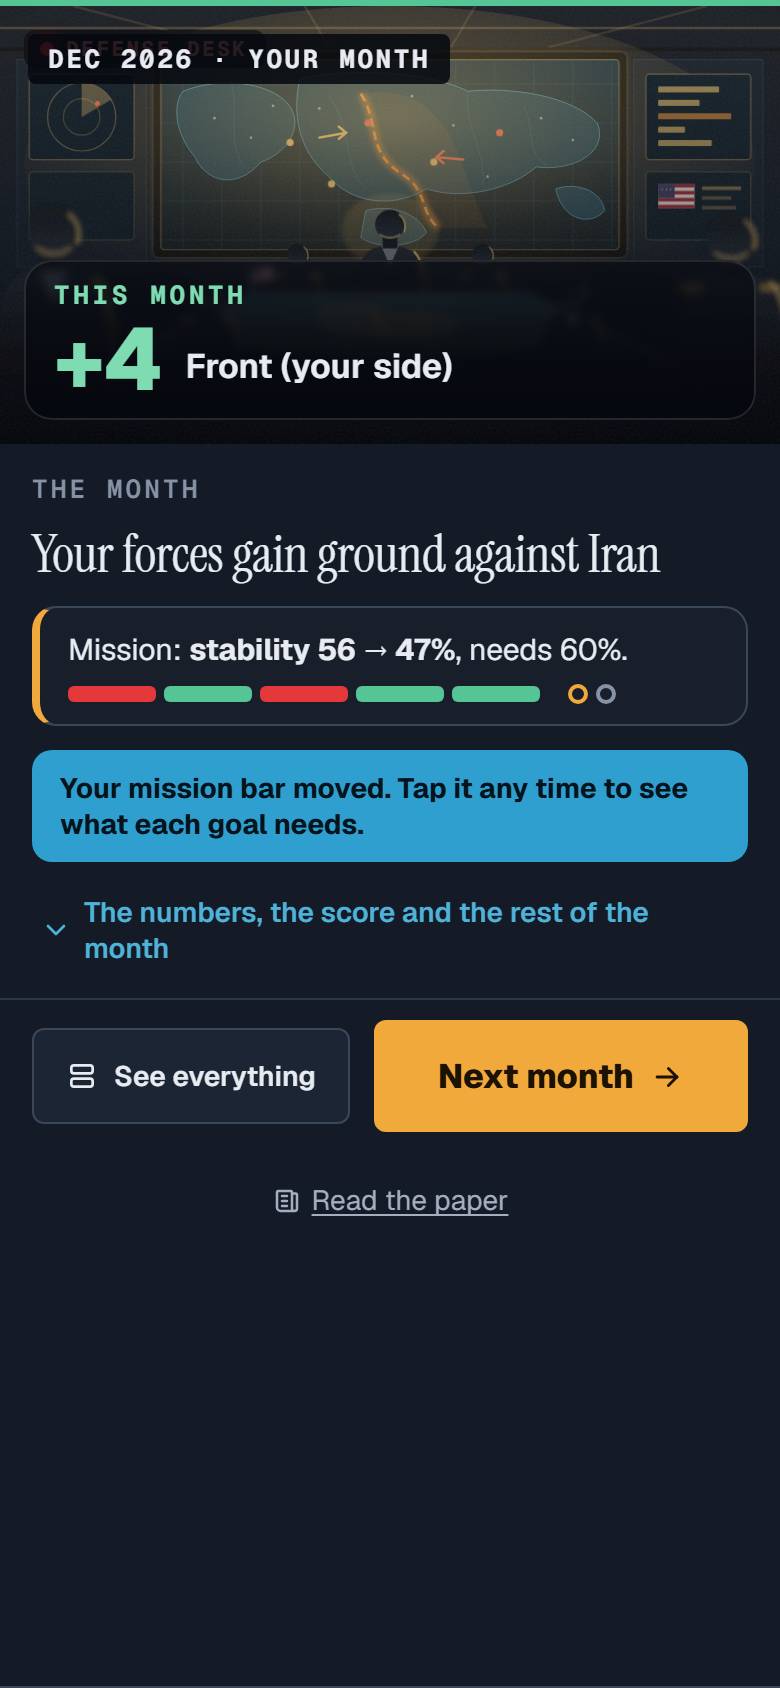 DEFENSE DESK
DEC 2026 · YOUR MONTH
THIS MONTH
+4 Front (your side)
THE MONTH
Your forces gain ground against Iran
Mission: stability 56 → 47%, needs 60%.
Your mission bar moved. Tap it any time to see
what each goal needs.
The numbers, the score and the rest of the
month
See everything
Next month →
Read the paper